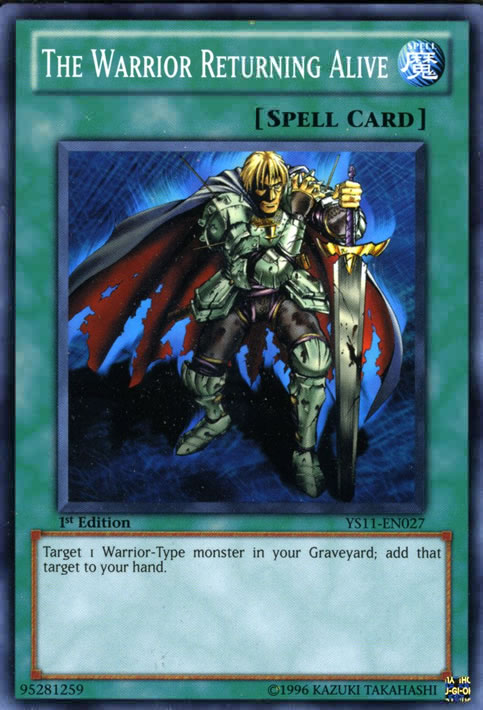 THE WARRIOR RETURNING ALIVE
SPELL
魔
[SPELL CARD]
1st Edition
YS11-EN027
Target 1 Warrior-Type monster in your Graveyard; add that
target to your hand.
95281259
©1996 KAZUKI TAKAHASHI